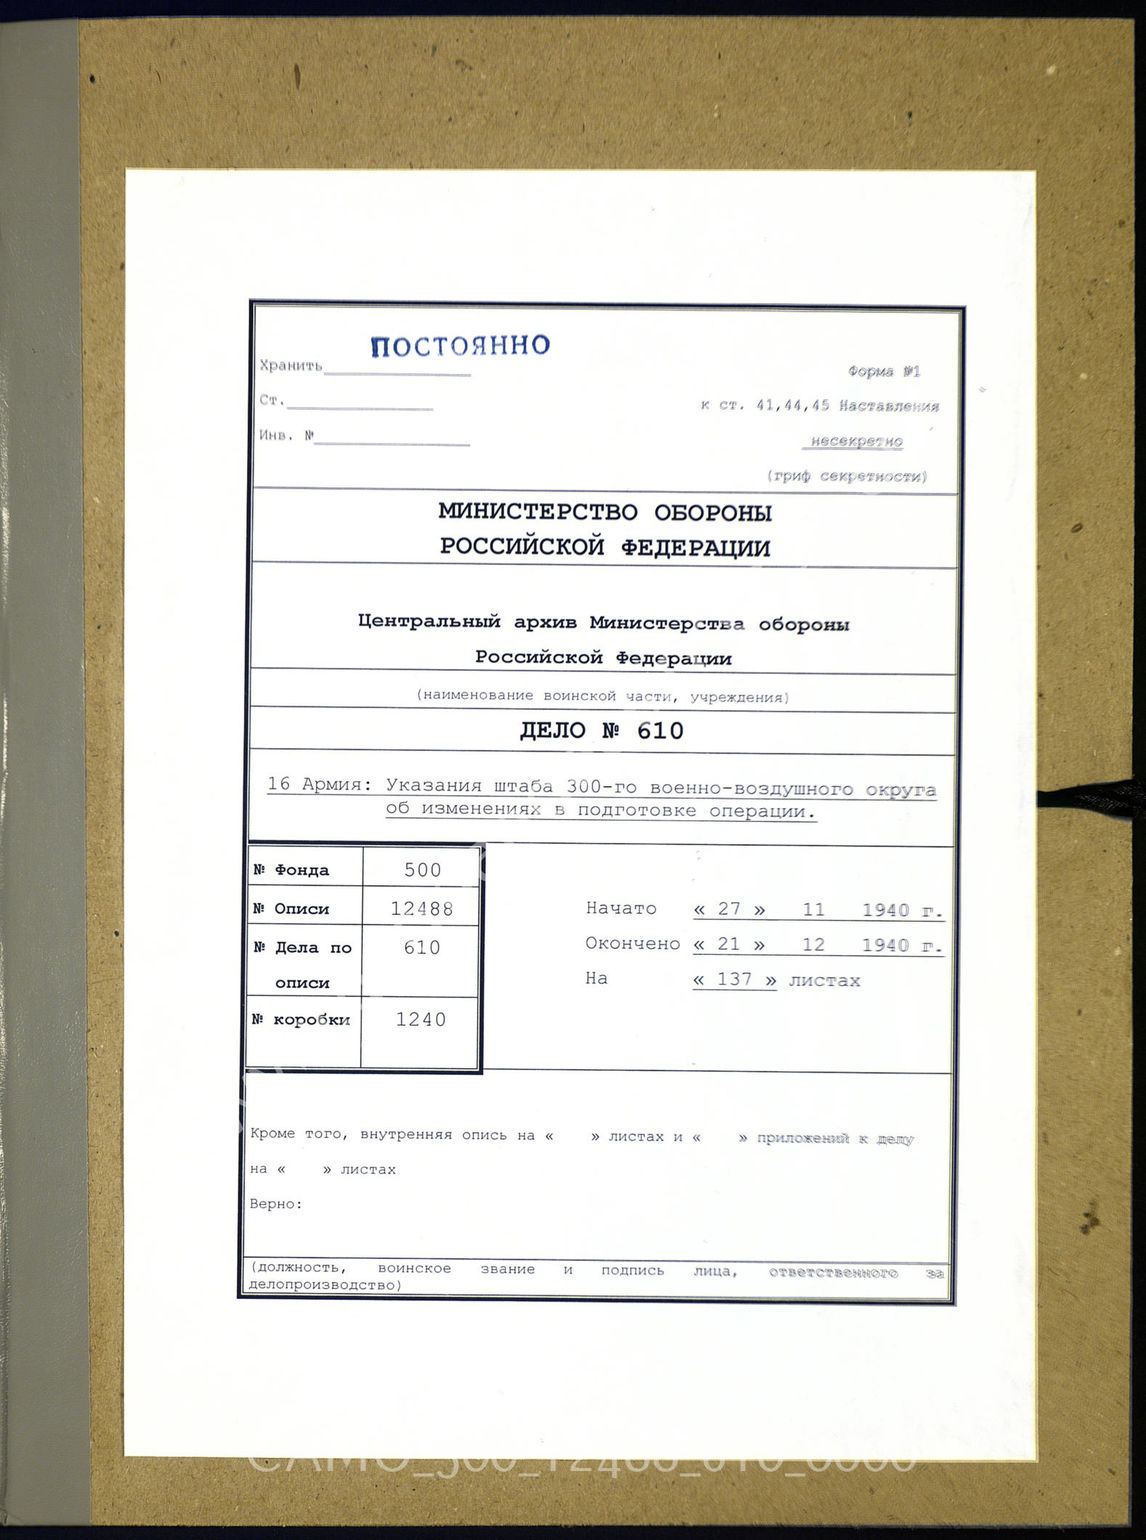 ПОСТОЯННО
Хранить
Форма №1
Ст.
к ст. 41,44,45 Наставления
Инв. №
несекретно
(гриф секретности)
МИНИСТЕРСТВО ОБОРОНЫ
РОССИЙСКОЙ ФЕДЕРАЦИИ
Центральный архив Министерства обороны
Российской Федерации
(наименование воинской части, учреждения)
ДЕЛО № 610
16 Армия: Указания штаба 300-го военно-воздушного округа
об изменениях в подготовке операции.
№ Фонда 500
№ Описи 12488
№ Дела по описи 610
№ коробки 1240
Начато « 27 » 11 1940 г.
Окончено « 21 » 12 1940 г.
На « 137 » листах
Кроме того, внутренняя опись на « » листах и « » приложений к делу
на « » листах
Верно:
(должность, воинское звание и подпись лица, ответственного за
делопроизводство)
CAMO_500_12488_610_0000